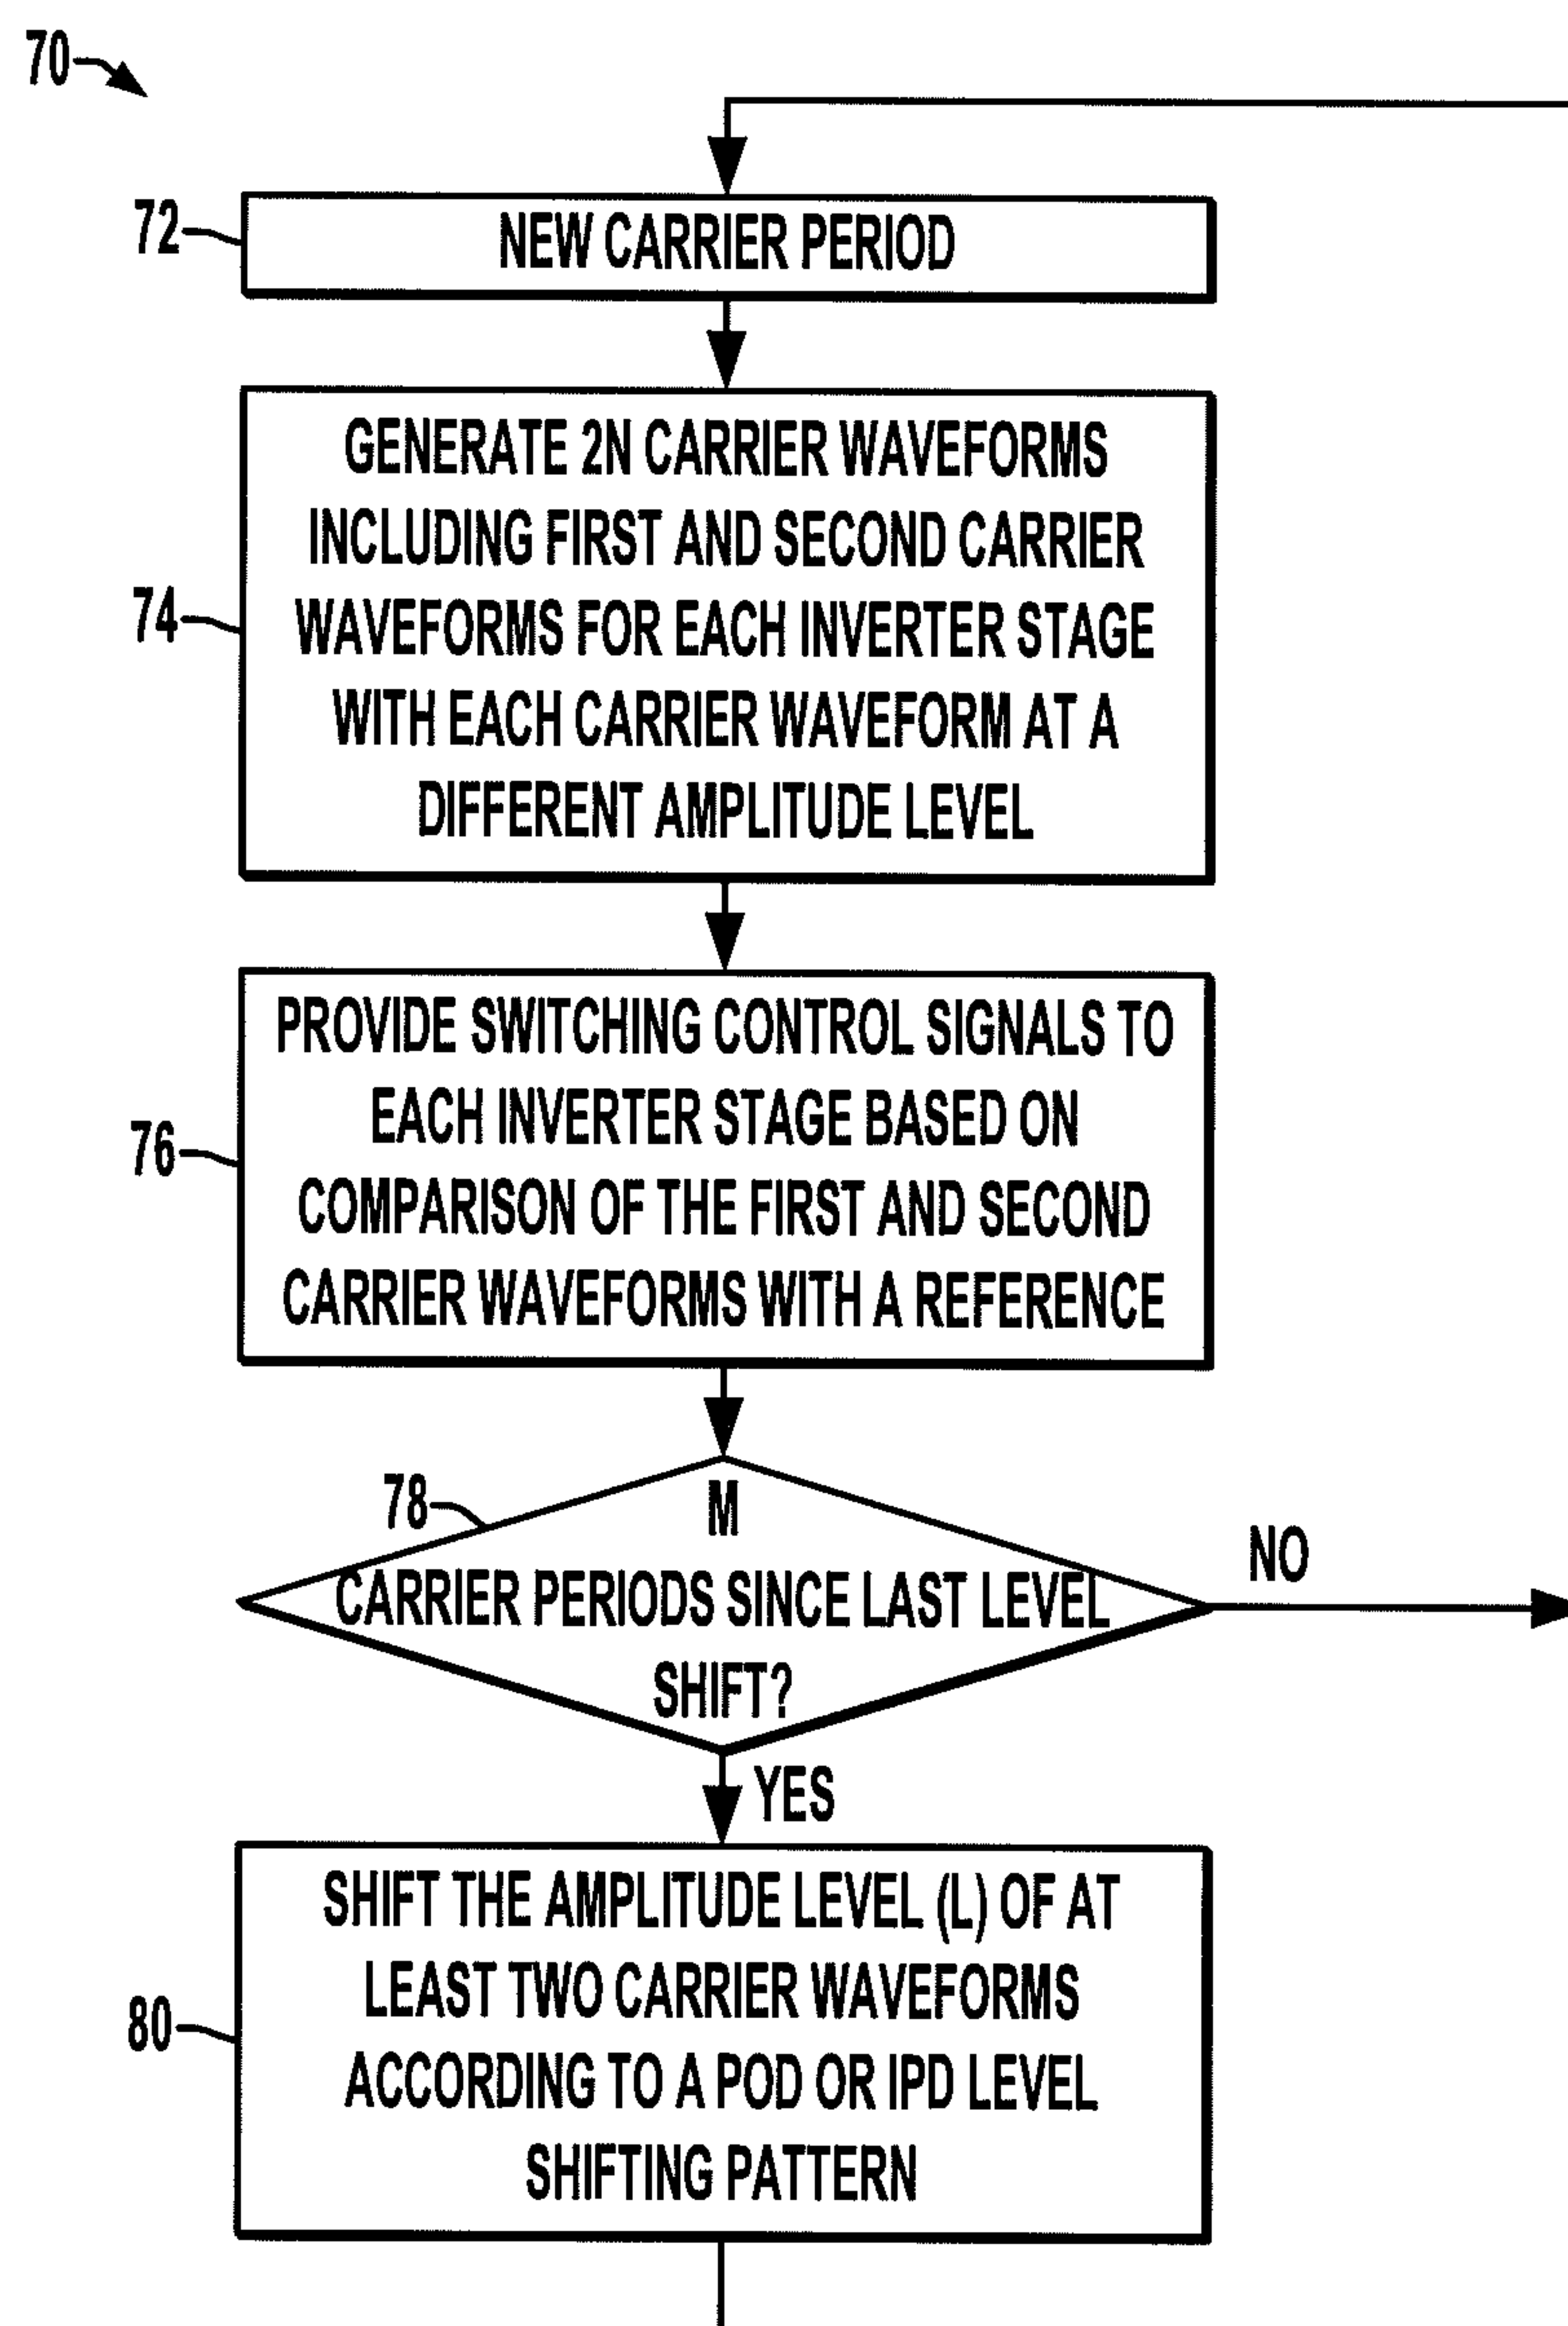 70
72
NEW CARRIER PERIOD
74
GENERATE 2N CARRIER WAVEFORMS
INCLUDING FIRST AND SECOND CARRIER
WAVEFORMS FOR EACH INVERTER STAGE
WITH EACH CARRIER WAVEFORM AT A
DIFFERENT AMPLITUDE LEVEL
76
PROVIDE SWITCHING CONTROL SIGNALS TO
EACH INVERTER STAGE BASED ON
COMPARISON OF THE FIRST AND SECOND
CARRIER WAVEFORMS WITH A REFERENCE
78
M
CARRIER PERIODS SINCE LAST LEVEL
SHIFT?
NO
YES
80
SHIFT THE AMPLITUDE LEVEL (L) OF AT
LEAST TWO CARRIER WAVEFORMS
ACCORDING TO A POD OR IPD LEVEL
SHIFTING PATTERN